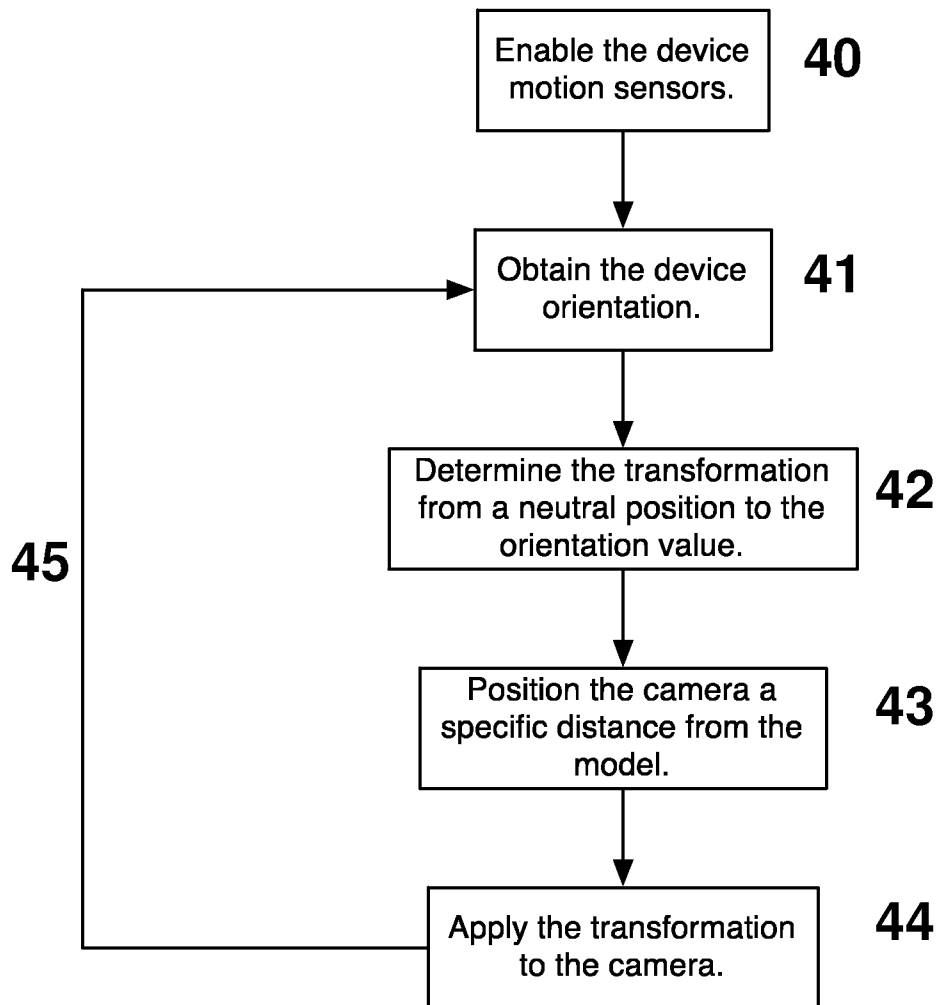 Enable the device
motion sensors.
40
Obtain the device
orientation.
41
Determine the transformation
from a neutral position to the
orientation value.
42
45
Position the camera a
specific distance from the
model.
43
Apply the transformation
to the camera.
44